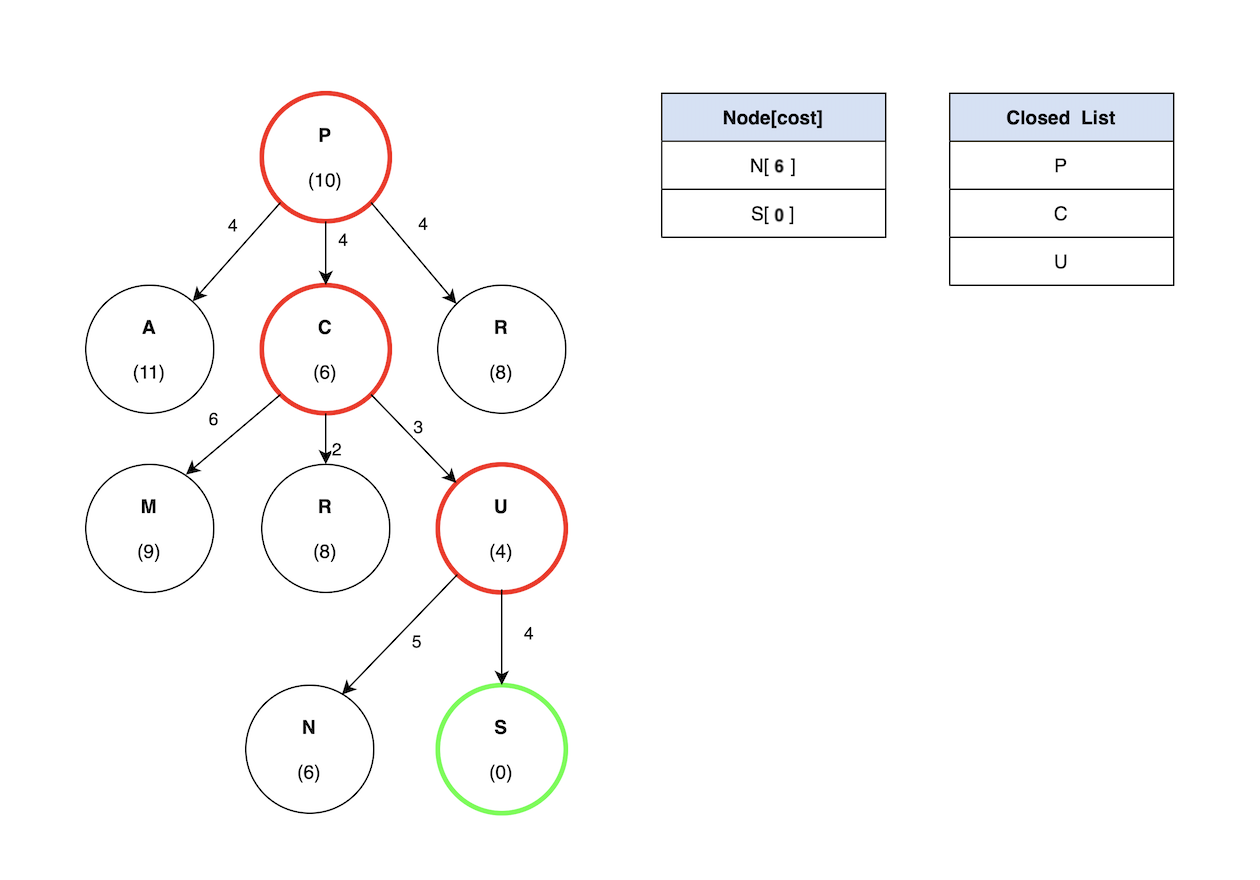 P
(10)
4
4
4
A
(11)
C
(6)
R
(8)
6
2
3
M
(9)
R
(8)
U
(4)
5
4
N
(6)
S
(0)
Node[cost]
N[ 6 ]
S[ 0 ]
Closed List
P
C
U